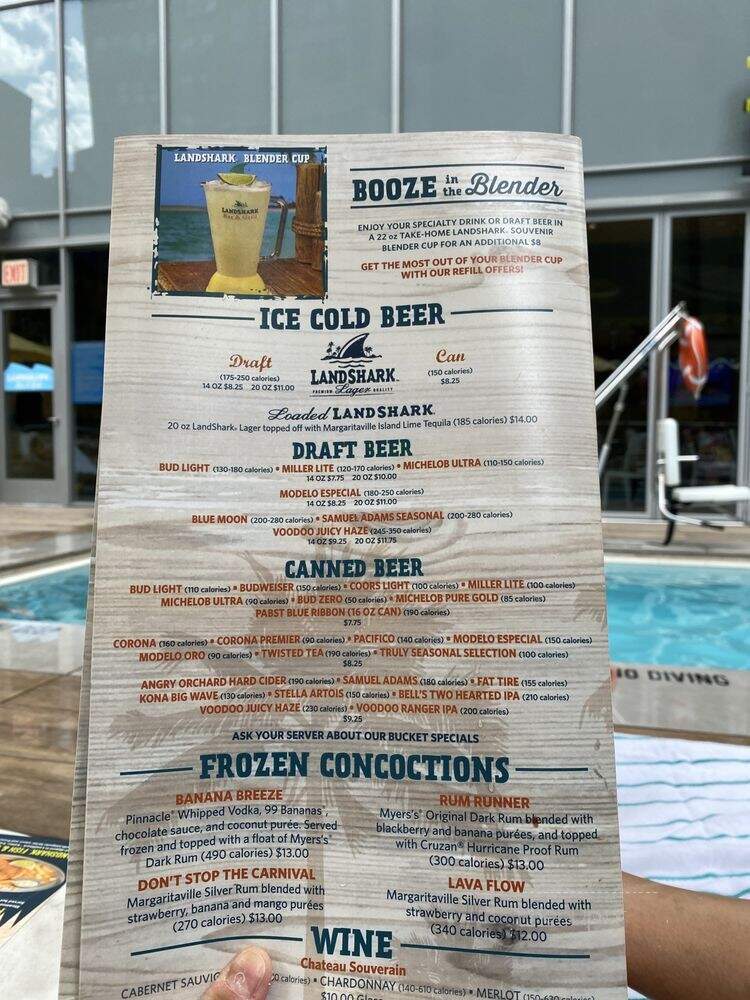 LANDSHARK BLENDER CUP
LANDSHARK
Bar & Grill
BOOZE in the Blender
ENJOY YOUR SPECIALTY DRINK OR DRAFT BEER IN
A 22 oz TAKE-HOME LANDSHARK® SOUVENIR
BLENDER CUP FOR AN ADDITIONAL $8
GET THE MOST OUT OF YOUR BLENDER CUP
WITH OUR REFILL OFFERS!
EXIT
ICE COLD BEER
Draft
(175-250 calories)
14 OZ $8.25 20 OZ $11.00
LANDSHARK
PREMIUM Lager QUALITY
Can
(150 calories)
$8.25
Loaded LANDSHARK
20 oz LandShark® Lager topped off with Margaritaville Island Lime Tequila (185 calories) $14.00
DRAFT BEER
BUD LIGHT (130-180 calories) • MILLER LITE (120-170 calories) • MICHELOB ULTRA (110-150 calories)
14 OZ $7.75 20 OZ $10.00
MODELO ESPECIAL (180-250 calories)
14 OZ $8.25 20 OZ $11.00
BLUE MOON (200-280 calories) • SAMUEL ADAMS SEASONAL (200-280 calories)
VOODOO JUICY HAZE (245-350 calories)
14 OZ $9.25 20 OZ $11.75
CANNED BEER
BUD LIGHT (110 calories) • BUDWEISER (150 calories) • COORS LIGHT (100 calories) • MILLER LITE (100 calories)
MICHELOB ULTRA (90 calories) • BUD ZERO (50 calories) • MICHELOB PURE GOLD (85 calories)
PABST BLUE RIBBON (16 OZ CAN) (190 calories)
$7.75
CORONA (160 calories) • CORONA PREMIER (90 calories) • PACIFICO (140 calories) • MODELO ESPECIAL (150 calories)
MODELO ORO (90 calories) • TWISTED TEA (190 calories) • TRULY SEASONAL SELECTION (100 calories)
$8.25
ANGRY ORCHARD HARD CIDER (190 calories) • SAMUEL ADAMS (180 calories) • FAT TIRE (155 calories)
KONA BIG WAVE (130 calories) • STELLA ARTOIS (150 calories) • BELL'S TWO HEARTED IPA (210 calories)
VOODOO JUICY HAZE (230 calories) • VOODOO RANGER IPA (200 calories)
$9.25
ASK YOUR SERVER ABOUT OUR BUCKET SPECIALS
NO DIVING
FROZEN CONCOCTIONS
BANANA BREEZE
Pinnacle® Whipped Vodka, 99 Bananas®,
chocolate sauce, and coconut purée. Served
frozen and topped with a float of Myers's®
Dark Rum (490 calories) $13.00
RUM RUNNER
Myers's® Original Dark Rum blended with
blackberry and banana purées, and topped
with Cruzan® Hurricane Proof Rum
(300 calories) $13.00
DON'T STOP THE CARNIVAL
Margaritaville Silver Rum blended with
strawberry, banana and mango purées
(270 calories) $13.00
LAVA FLOW
Margaritaville Silver Rum blended with
strawberry and coconut purées
(340 calories) $12.00
WINE
Chateau Souverain
CABERNET SAUVIG 0 calories) • CHARDONNAY (140-610 calories) • MERLOT (150-630 calories)
$10.00 Glass